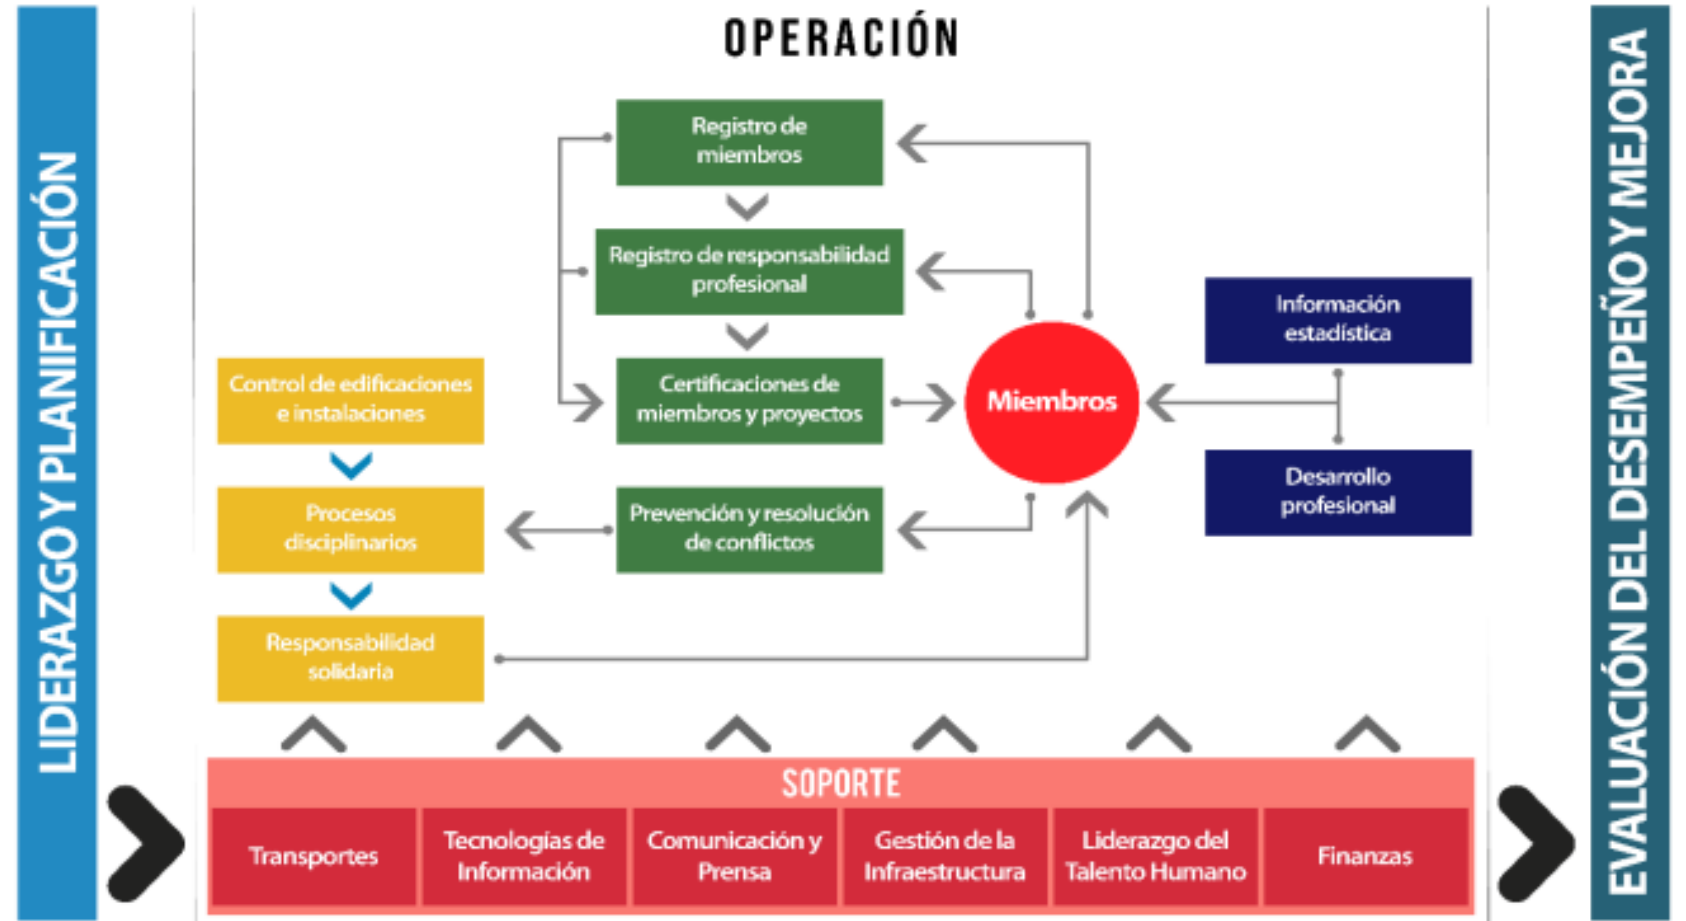 LIDERAZGO Y PLANIFICACIÓN
OPERACIÓN
Registro de
miembros
Registro de responsabilidad
profesional
Certificaciones de
miembros y proyectos
Prevención y resolución
de conflictos
Control de edificaciones
e instalaciones
Procesos
disciplinarios
Responsabilidad
solidaria
Miembros
Información
estadística
Desarrollo
profesional
SOPORTE
Transportes
Tecnologías de
Información
Comunicación y
Prensa
Gestión de la
Infraestructura
Liderazgo del
Talento Humano
Finanzas
EVALUACIÓN DEL DESEMPEÑO Y MEJORA